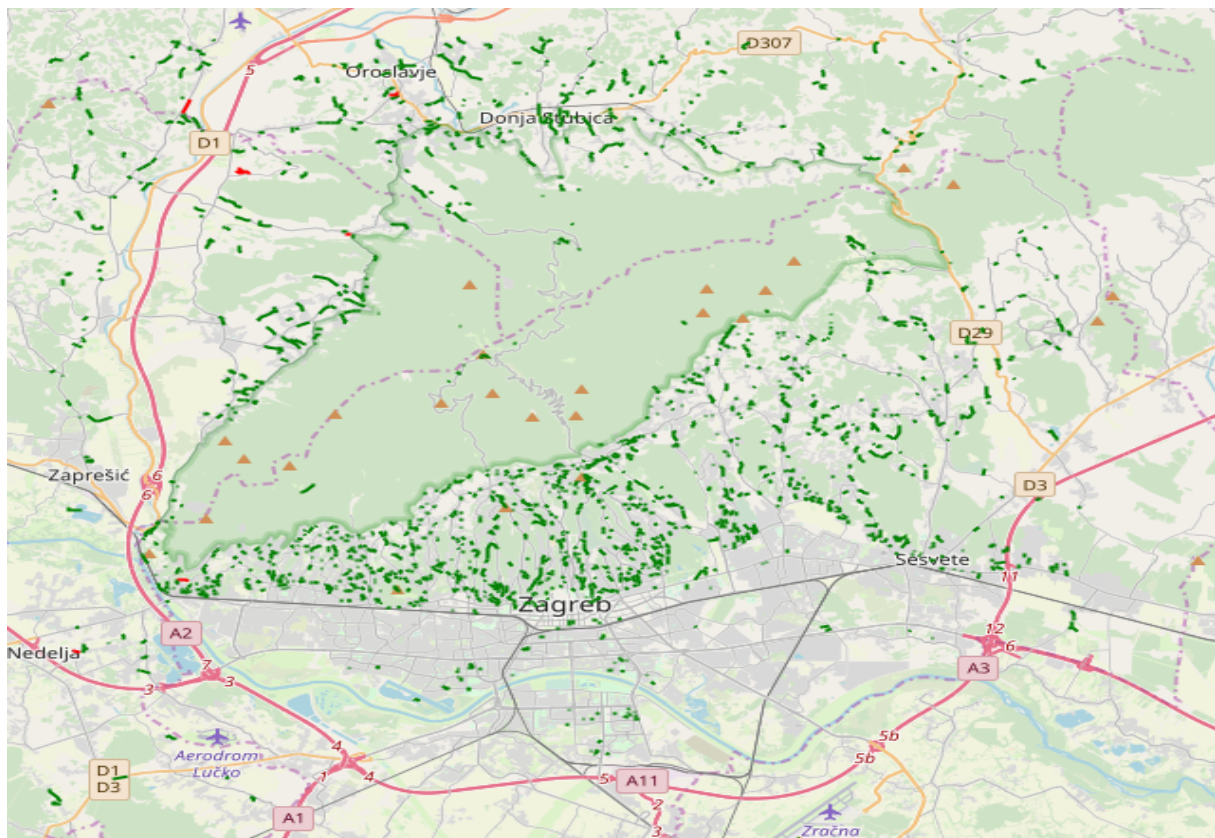 D307
5
Oroslavje
Donja Stubica
D1
D29
Zaprešić
6
6
D3
Sesvete
11
Zagreb
A2
12
6
Nedelja
7
3
3
A3
Aerodrom
Lučko
4
5b
5b
D1
D3
1
4
5
A11
2
A1
3
Zračna